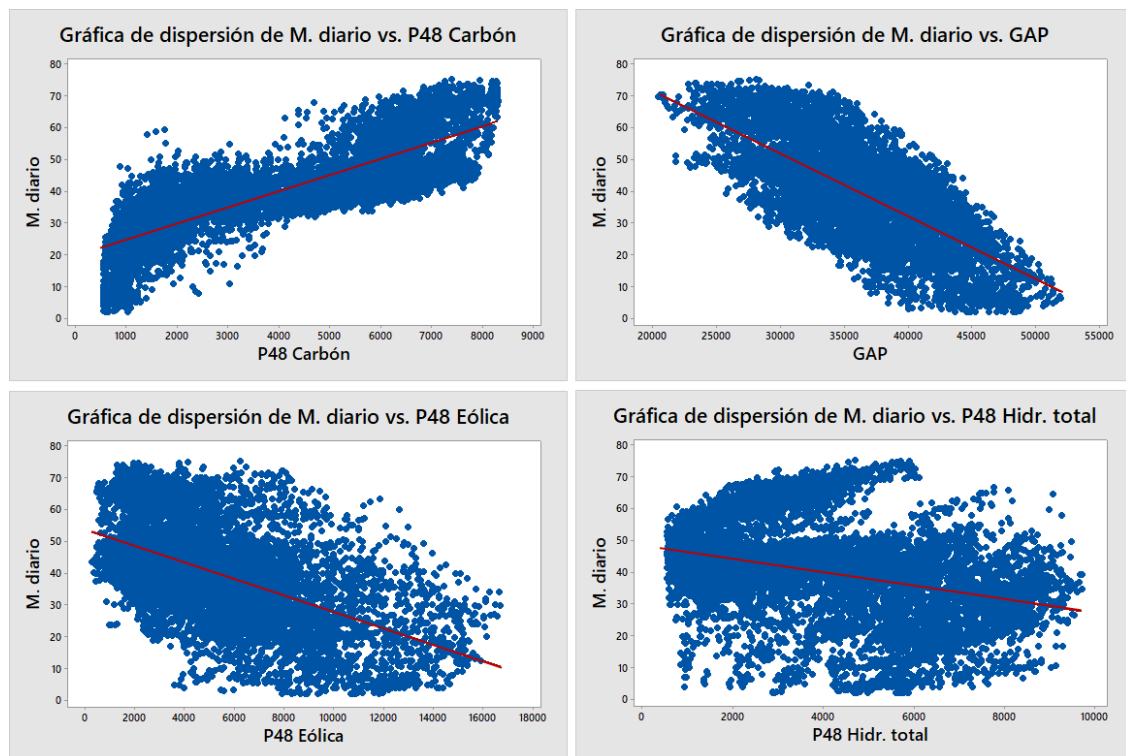 Gráfica de dispersión de M. diario vs. P48 Carbón
80
70
60
50
40
30
20
10
0
M. diario
0 1000 2000 3000 4000 5000 6000 7000 8000 9000
P48 Carbón
Gráfica de dispersión de M. diario vs. GAP
80
70
60
50
40
30
20
10
0
M. diario
20000 25000 30000 35000 40000 45000 50000 55000
GAP
Gráfica de dispersión de M. diario vs. P48 Eólica
80
70
60
50
40
30
20
10
0
M. diario
0 2000 4000 6000 8000 10000 12000 14000 16000 18000
P48 Eólica
Gráfica de dispersión de M. diario vs. P48 Hidr. total
80
70
60
50
40
30
20
10
0
M. diario
0 2000 4000 6000 8000 10000
P48 Hidr. total